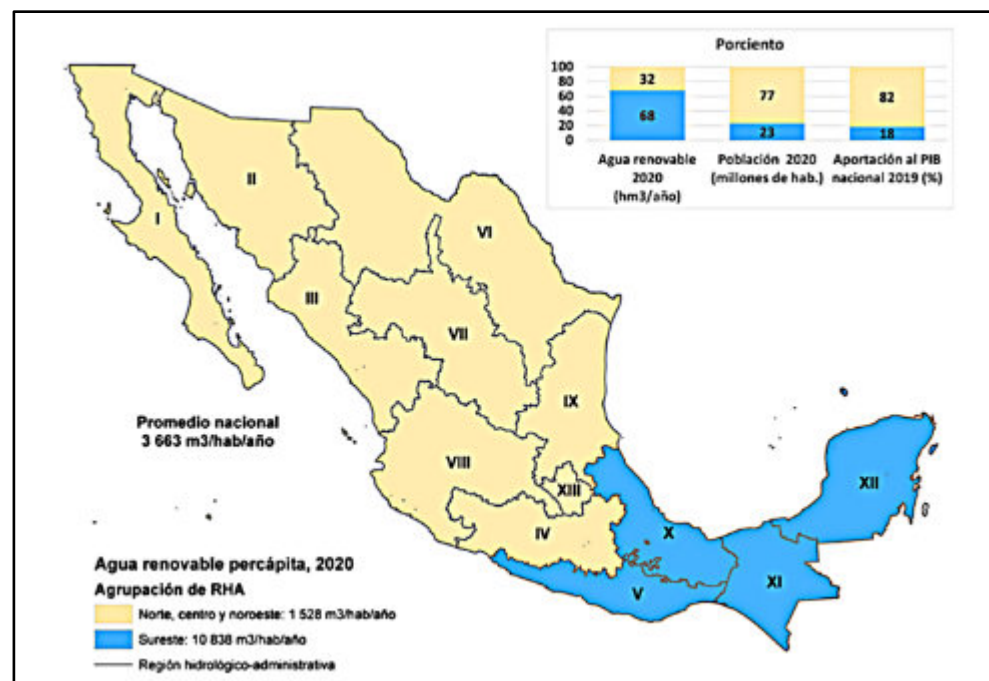 Porciento
100
80
60
40
20
0
32
68
77
23
82
18
Agua renovable
2020
(hm3/año)
Población 2020
(millones de hab.)
Aportación al PIB
nacional 2019 (%)
I
II
III
VI
VII
IX
VIII
XIII
IV
X
V
XI
XII
Promedio nacional
3 663 m3/hab/año
Agua renovable percápita, 2020
Agrupación de RHA
Norte, centro y noroeste: 1 528 m3/hab/año
Sureste: 10 838 m3/hab/año
Región hidrológico-administrativa